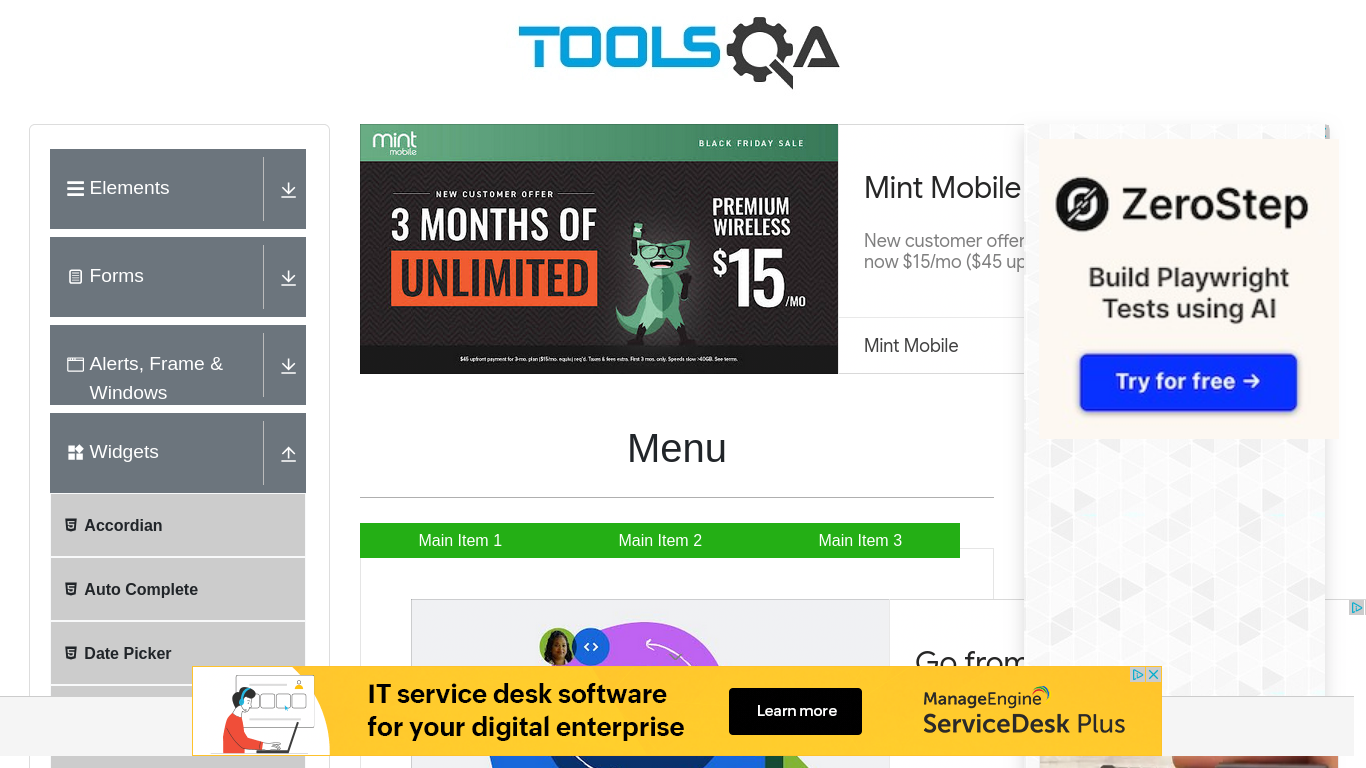 TOOLSQA
Elements
Forms
Alerts, Frame &
Windows
Widgets
Accordian
Auto Complete
Date Picker
mint
mobile
BLACK FRIDAY SALE
NEW CUSTOMER OFFER
3 MONTHS OF
UNLIMITED
PREMIUM
WIRELESS
$15/MO
$45 upfront payment for 3-mo. plan ($15/mo. equiv.) req'd. Taxes & fees extra. First 3 mos. only. Speeds slow >40GB. See terms.
Mint Mobile
New customer offer
now $15/mo ($45 up
Mint Mobile
ZeroStep
Build Playwright
Tests using AI
Try for free →
Menu
Main Item 1
Main Item 2
Main Item 3
Go from
IT service desk software
for your digital enterprise
Learn more
ManageEngine
ServiceDesk Plus